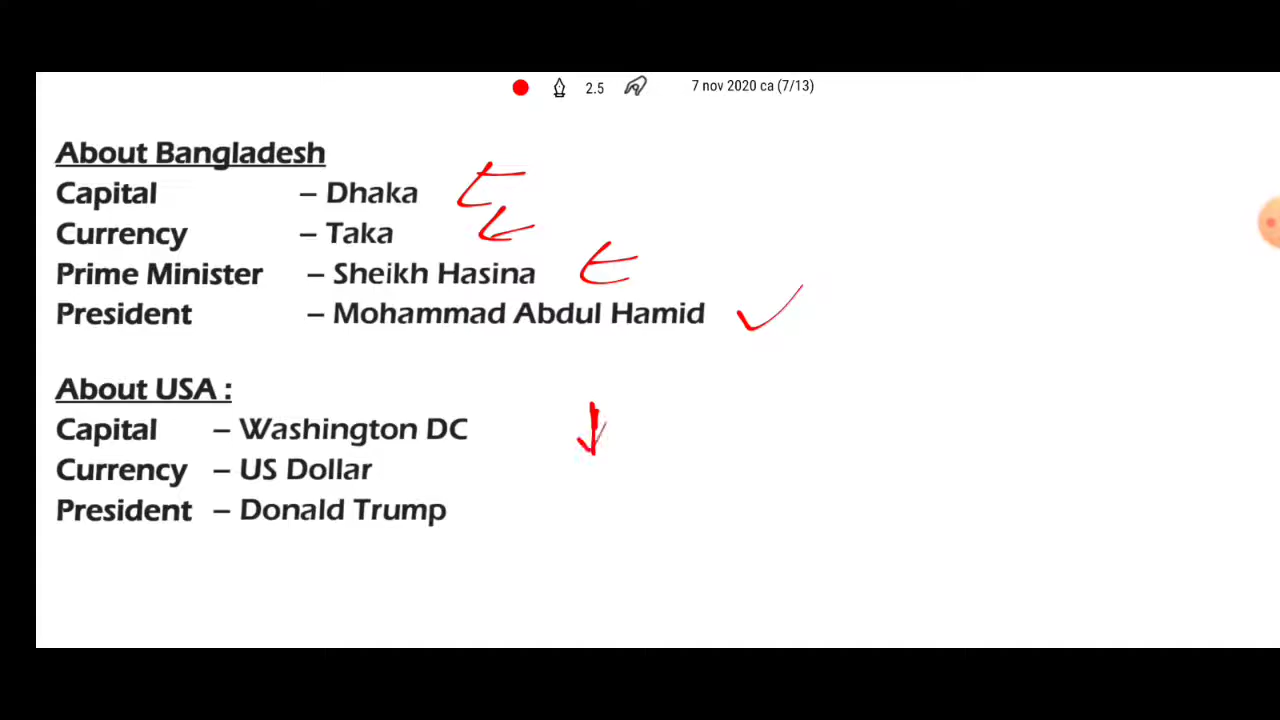 2.5 7 nov 2020 ca (7/13)
About Bangladesh
Capital – Dhaka
Currency – Taka
Prime Minister – Sheikh Hasina
President – Mohammad Abdul Hamid
About USA :
Capital – Washington DC
Currency – US Dollar
President – Donald Trump